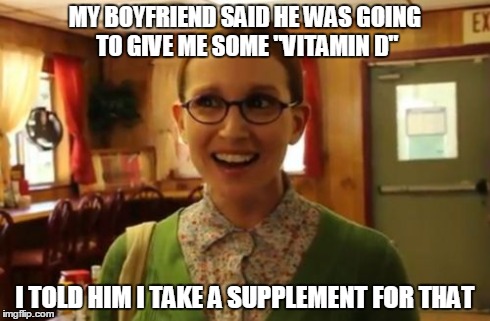 MY BOYFRIEND SAID HE WAS GOING
TO GIVE ME SOME "VITAMIN D"
EX
I TOLD HIM I TAKE A SUPPLEMENT FOR THAT
imgflip.com